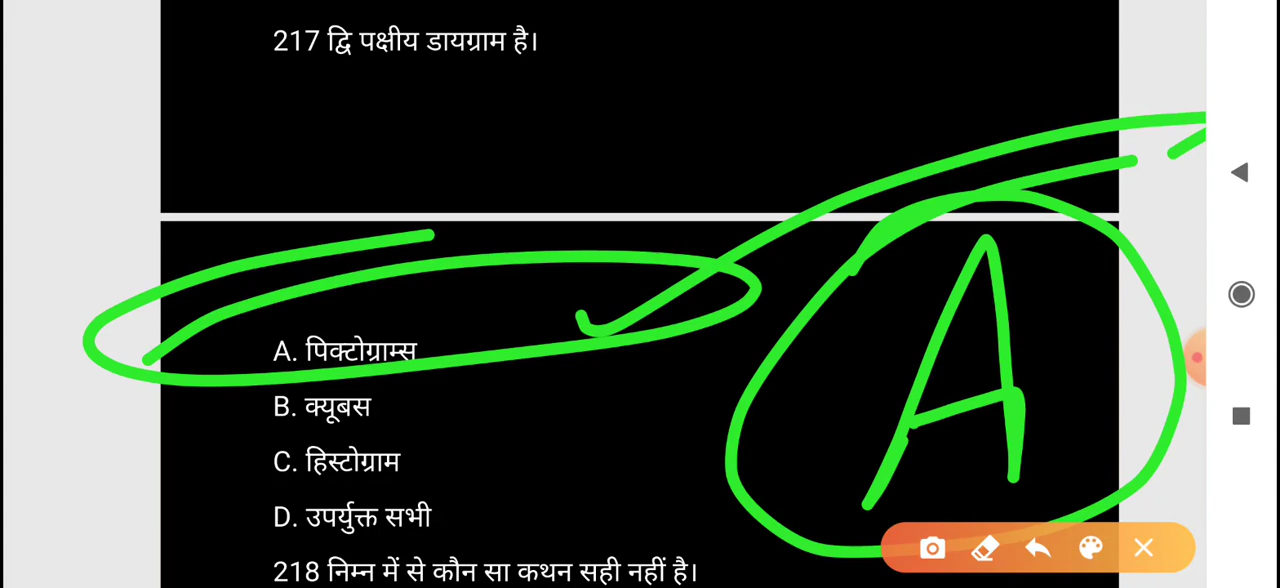 217 द्वि पक्षीय डायग्राम है।
A. पिक्टोग्राम्स
A
B. क्यूबस
C. हिस्टोग्राम
D. उपर्युक्त सभी
218 निम्न में से कौन सा कथन सही नहीं है।